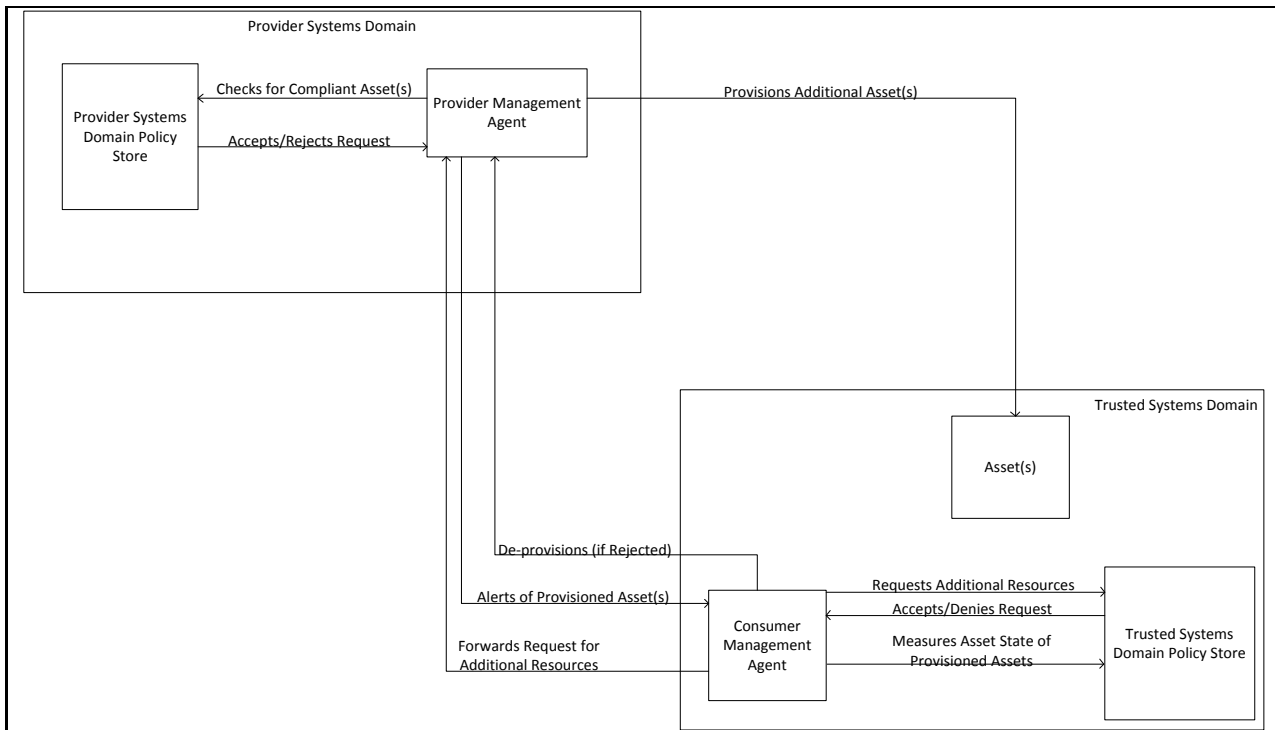 Provider Systems Domain
Provider Systems
Domain Policy
Store
Checks for Compliant Asset(s)
Accepts/Rejects Request
Provider Management
Agent
Provisions Additional Asset(s)
Trusted Systems Domain
Asset(s)
De-provisions (if Rejected)
Alerts of Provisioned Asset(s)
Forwards Request for
Additional Resources
Consumer
Management
Agent
Requests Additional Resources
Accepts/Denies Request
Measures Asset State of
Provisioned Assets
Trusted Systems
Domain Policy Store